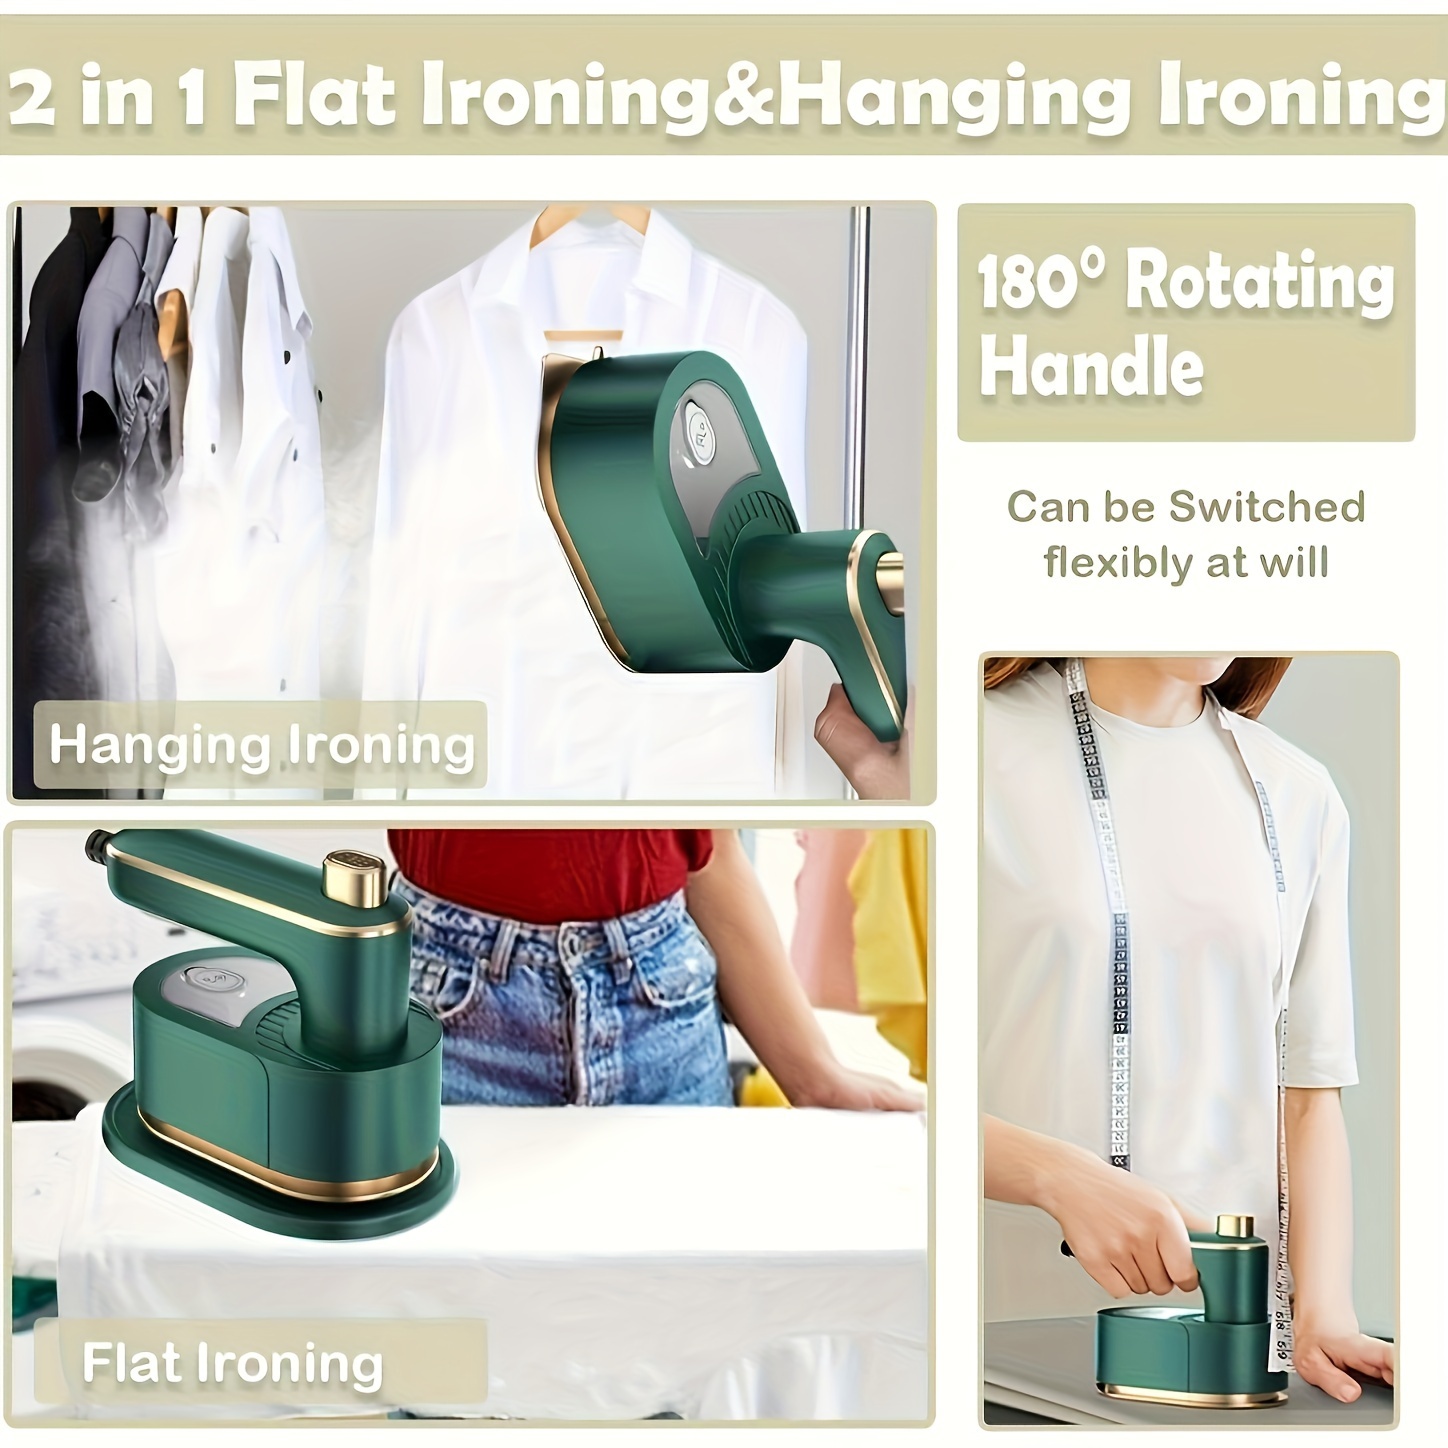 2 in 1 Flat Ironing&Hanging Ironing
180° Rotating
Handle
Can be Switched
flexibly at will
Hanging Ironing
Flat Ironing